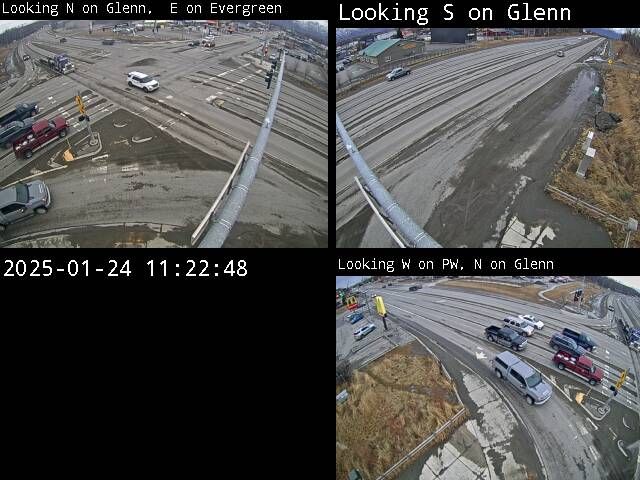 Looking N on Glenn, E on Evergreen
Looking S on Glenn
2025-01-24 11:22:48
Looking W on PW, N on Glenn